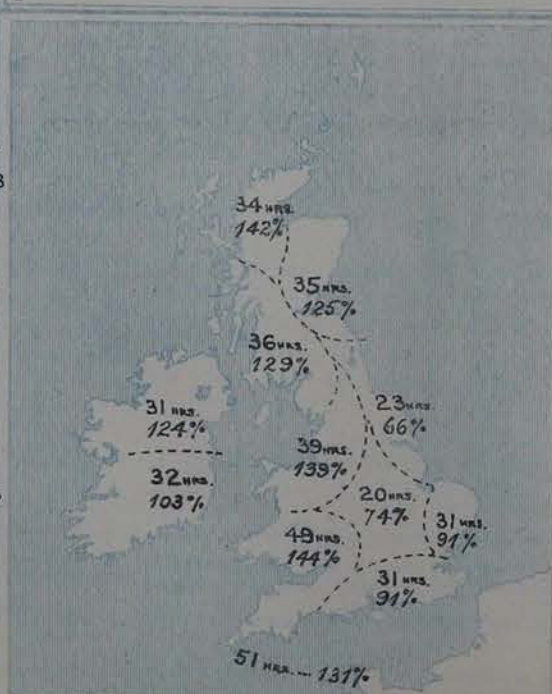 34 HRS.
142%
35 HRS.
125%
36 HRS.
129%
31 HRS.
124%
23 HRS.
66%
39 HRS.
139%
32 HRS.
103%
20 HRS.
74%
31 HRS.
91%
49 HRS.
144%
31 HRS.
91%
51 HRS.... 131%